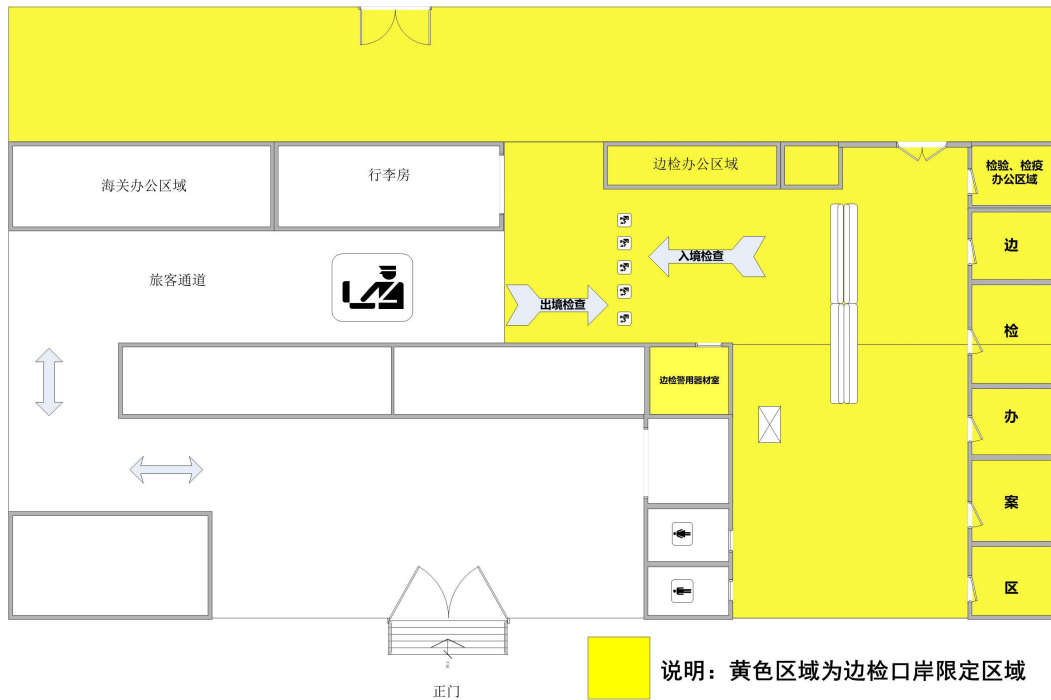 海关办公区域
行李房
边检办公区域
检验、检疫
办公区域
边
旅客通道
入境检查
出境检查
检
边检警用器材室
办
案
区
说明：黄色区域为边检口岸限定区域
正门